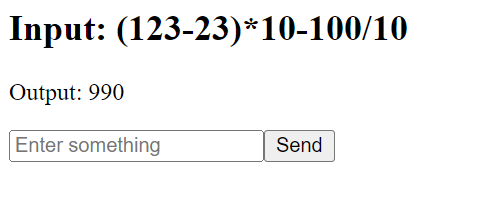 Input: (123-23)*10-100/10
Output: 990
Enter something Send